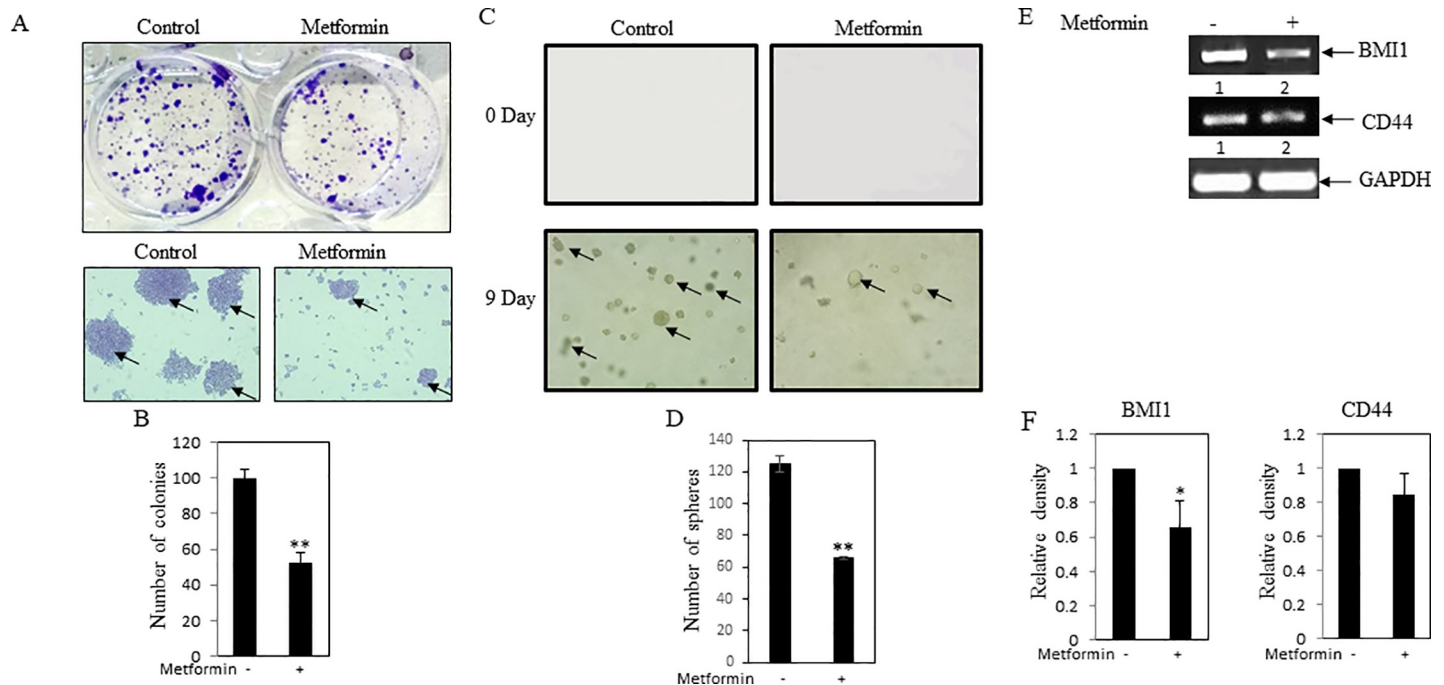 A
Control Metformin
Control Metformin
B
Number of colonies
120
100
80
60
40
20
0
**
Metformin - +
C
Control Metformin
0 Day
9 Day
D
Number of spheres
140
120
100
80
60
40
20
0
**
Metformin - +
E
Metformin - +
BMI1
1 2
CD44
1 2
GAPDH
F
BMI1
Relative density
1.2
1
0.8
0.6
0.4
0.2
0
*
Metformin - +
CD44
Relative density
1.2
1
0.8
0.6
0.4
0.2
0
Metformin - +